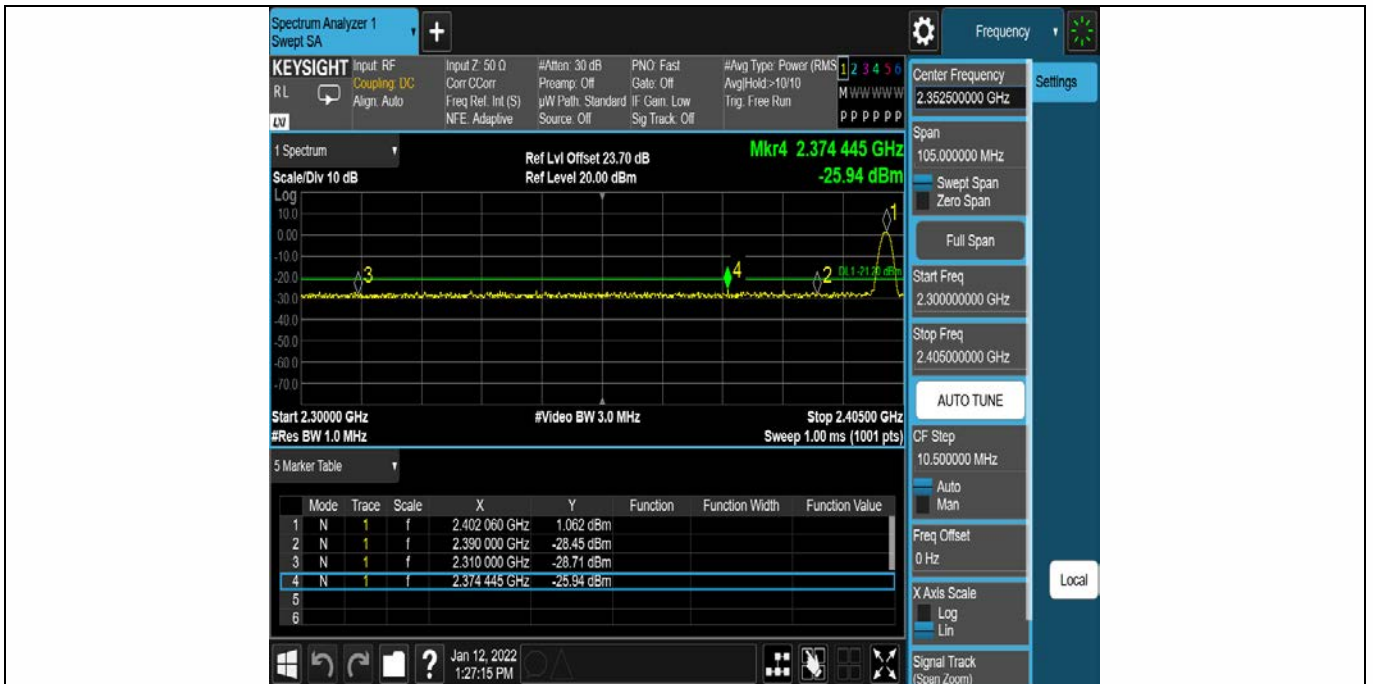 Spectrum Analyzer 1
Swept SA
+
Frequency
KEYSIGHT
RL
LV
Input: RF
Coupling: DC
Align: Auto
Input Z: 50 Ω
Corr CCorr
Freq Ref: Int (S)
NFE: Adaptive
#Atten: 30 dB
Preamp: Off
µW Path: Standard
Source: Off
PNO: Fast
Gate: Off
IF Gain: Low
Sig Track: Off
#Avg Type: Power (RMS
Avg|Hold:>10/10
Trig: Free Run
1 2 3 4 5 6
M W W W W W
P P P P P P
1 Spectrum
Scale/Div 10 dB
Ref Lvl Offset 23.70 dB
Ref Level 20.00 dBm
Mkr4 2.374 445 GHz
-25.94 dBm
Log
10.0
0.00
-10.0
-20.0
-30.0
-40.0
-50.0
-60.0
-70.0
1
3
4
2
DL1 -21.20 dBm
Start 2.30000 GHz
#Video BW 3.0 MHz
Stop 2.40500 GHz
#Res BW 1.0 MHz
Sweep 1.00 ms (1001 pts)
5 Marker Table
Mode Trace Scale X Y Function Function Width Function Value
1 N 1 f 2.402 060 GHz 1.062 dBm
2 N 1 f 2.390 000 GHz -28.45 dBm
3 N 1 f 2.310 000 GHz -28.71 dBm
4 N 1 f 2.374 445 GHz -25.94 dBm
5
6
?
Jan 12, 2022
1:27:15 PM
Center Frequency
2.352500000 GHz
Span
105.000000 MHz
Swept Span
Zero Span
Full Span
Start Freq
2.300000000 GHz
Stop Freq
2.405000000 GHz
AUTO TUNE
CF Step
10.500000 MHz
Auto
Man
Freq Offset
0 Hz
X Axis Scale
Log
Lin
Signal Track
(Span Zoom)
Settings
Local